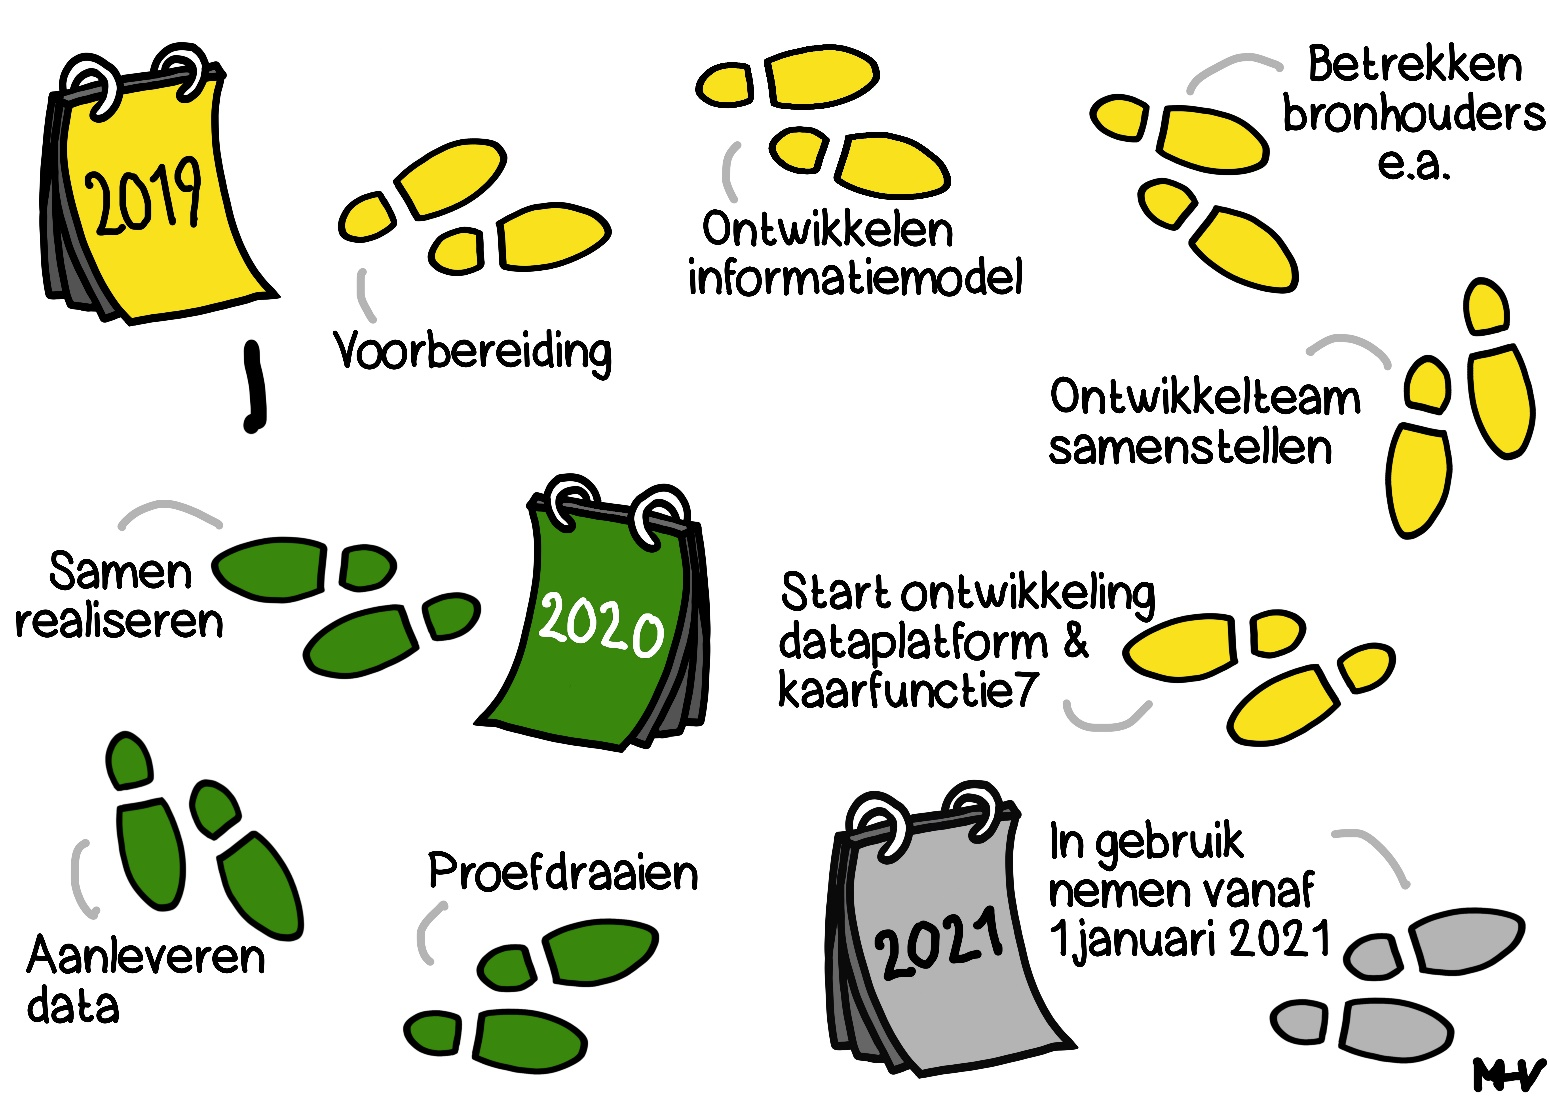 2019
Voorbereiding
Ontwikkelen
informatiemodel
Betrekken
bronhouders
e.a.
Ontwikkelteam
samenstellen
Start ontwikkeling
dataplatform &
kaarfunctie7
2020
Samen
realiseren
Aanleveren
data
Proefdraaien
2021
In gebruik
nemen vanaf
1 januari 2021
MHV